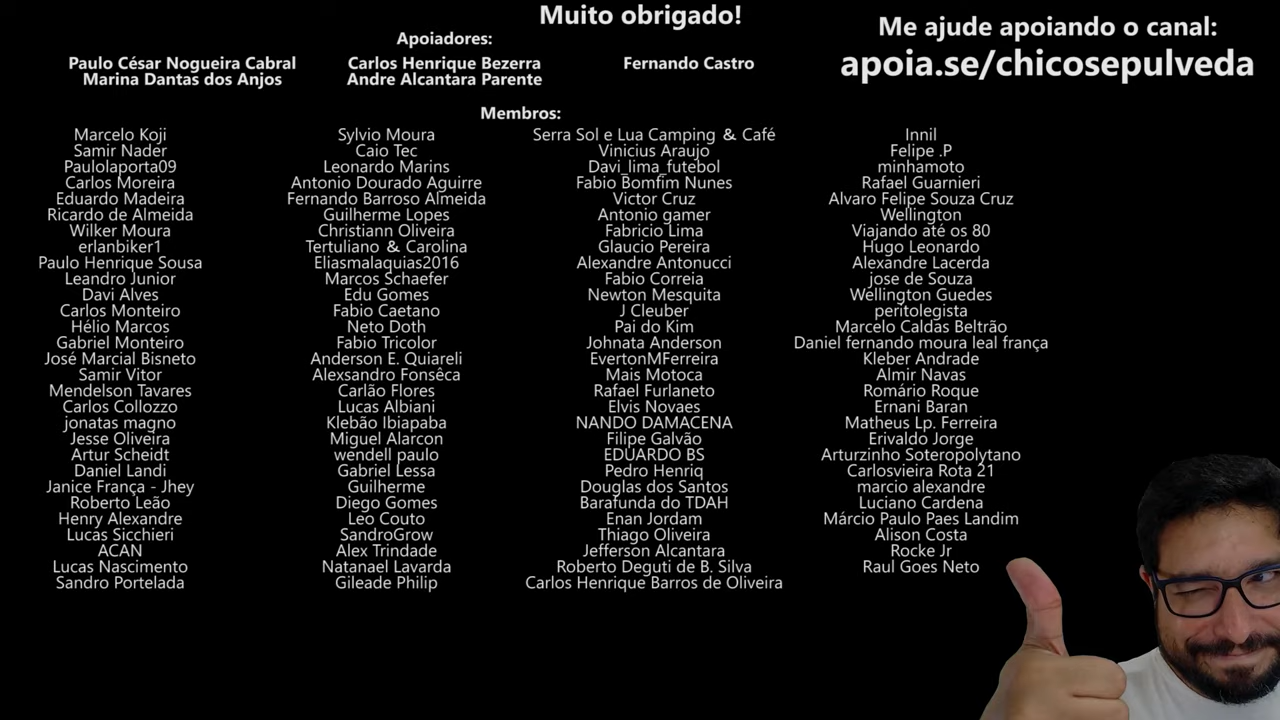 Muito obrigado!
Me ajude apoiando o canal:
apoia.se/chicosepulveda
Apoiadores:
Paulo César Nogueira Cabral
Marina Dantas dos Anjos
Carlos Henrique Bezerra
Andre Alcantara Parente
Fernando Castro
Membros:
Marcelo Koji
Samir Nader
Paulolaporta09
Carlos Moreira
Eduardo Madeira
Ricardo de Almeida
Wilker Moura
erlanbiker1
Paulo Henrique Sousa
Leandro Junior
Davi Alves
Carlos Monteiro
Hélio Marcos
Gabriel Monteiro
José Marcial Bisneto
Samir Vitor
Mendelson Tavares
Carlos Collozzo
jonatas magno
Jesse Oliveira
Artur Scheidt
Daniel Landi
Janice França - Jhey
Roberto Leão
Henry Alexandre
Lucas Sicchieri
ACAN
Lucas Nascimento
Sandro Portelada
Sylvio Moura
Caio Tec
Leonardo Marins
Antonio Dourado Aguirre
Fernando Barroso Almeida
Guilherme Lopes
Christiann Oliveira
Tertuliano & Carolina
Eliasmalaquias2016
Marcos Schaefer
Edu Gomes
Fabio Caetano
Neto Doth
Fabio Tricolor
Anderson E. Quiareli
Alexsandro Fonsêca
Carlão Flores
Lucas Albiani
Klebão Ibiapaba
Miguel Alarcon
wendell paulo
Gabriel Lessa
Guilherme
Diego Gomes
Leo Couto
SandroGrow
Alex Trindade
Natanael Lavarda
Gileade Philip
Serra Sol e Lua Camping & Café
Vinicius Araujo
Davi_lima_futebol
Fabio Bomfim Nunes
Victor Cruz
Antonio gamer
Fabricio Lima
Glaucio Pereira
Alexandre Antonucci
Fabio Correia
Newton Mesquita
J Cleuber
Pai do Kim
Johnata Anderson
EvertonMFerreira
Mais Motoca
Rafael Furlaneto
Elvis Novaes
NANDO DAMACENA
Filipe Galvão
EDUARDO BS
Pedro Henriq
Douglas dos Santos
Barafunda do TDAH
Enan Jordam
Thiago Oliveira
Jefferson Alcantara
Roberto Deguti de B. Silva
Carlos Henrique Barros de Oliveira
Innil
Felipe .P
minhamoto
Rafael Guarnieri
Alvaro Felipe Souza Cruz
Wellington
Viajando até os 80
Hugo Leonardo
Alexandre Lacerda
jose de Souza
Wellington Guedes
peritolegista
Marcelo Caldas Beltrão
Daniel fernando moura leal frança
Kleber Andrade
Almir Navas
Romário Roque
Ernani Baran
Matheus Lp. Ferreira
Erivaldo Jorge
Arturzinho Soteropolytano
Carlosvieira Rota 21
marcio alexandre
Luciano Cardena
Márcio Paulo Paes Landim
Alison Costa
Rocke Jr
Raul Goes Neto